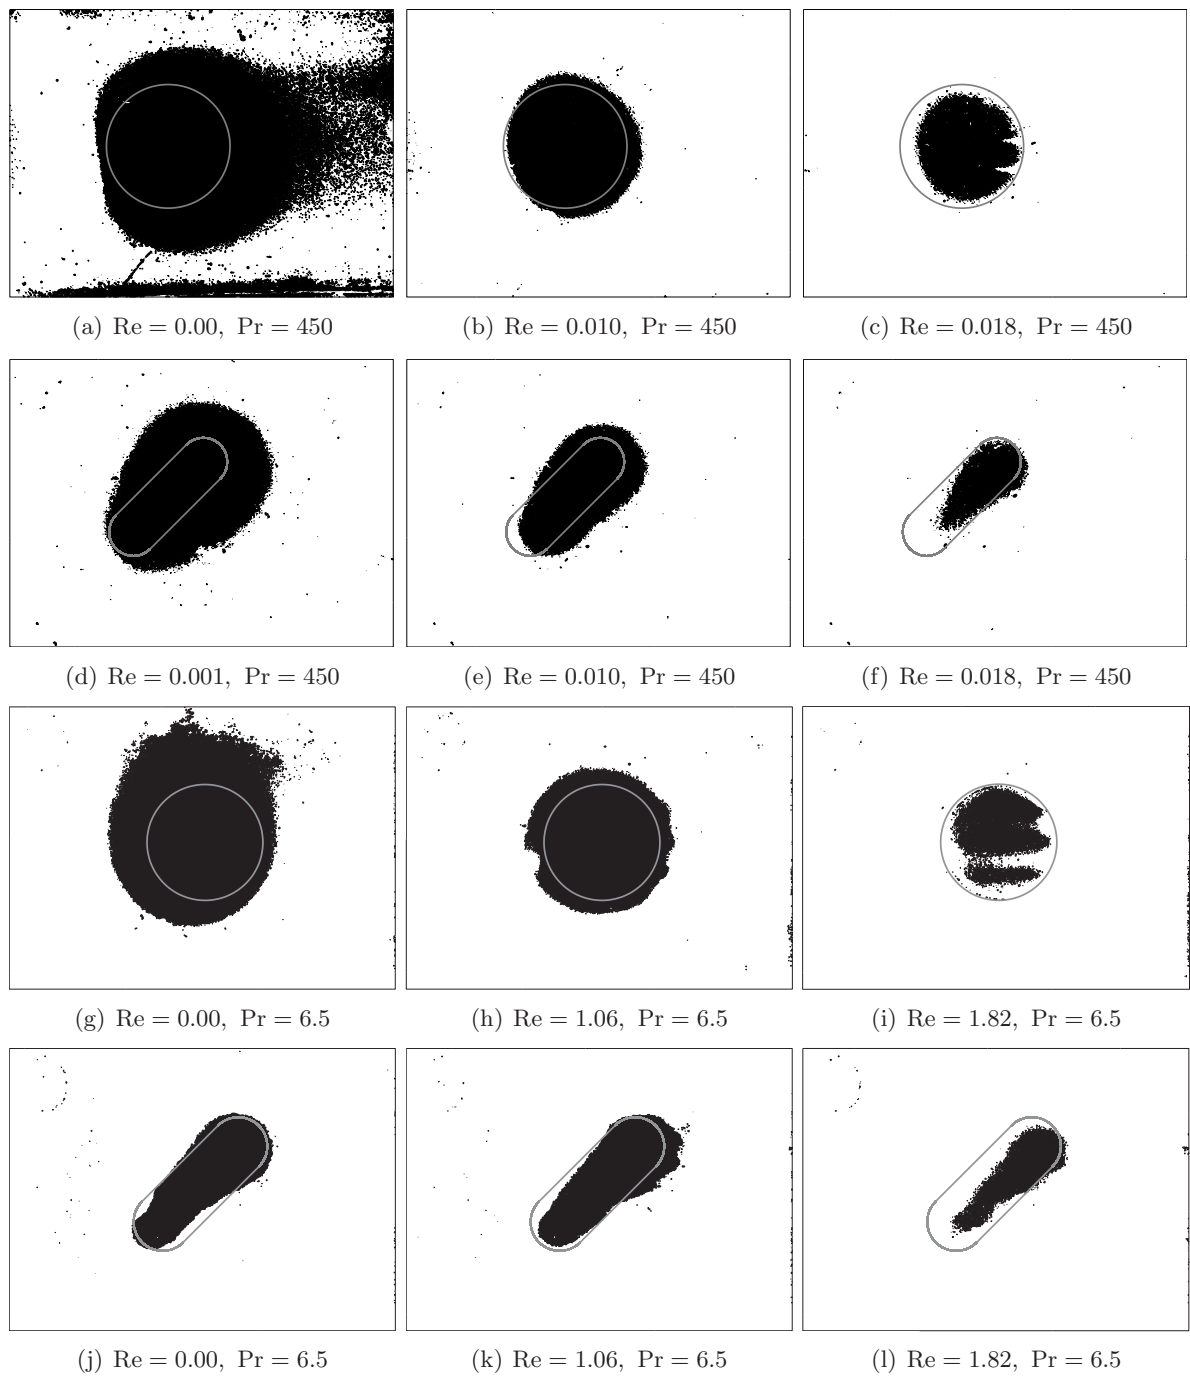 (a) Re = 0.00, Pr = 450
(b) Re = 0.010, Pr = 450
(c) Re = 0.018, Pr = 450
(d) Re = 0.001, Pr = 450
(e) Re = 0.010, Pr = 450
(f) Re = 0.018, Pr = 450
(g) Re = 0.00, Pr = 6.5
(h) Re = 1.06, Pr = 6.5
(i) Re = 1.82, Pr = 6.5
(j) Re = 0.00, Pr = 6.5
(k) Re = 1.06, Pr = 6.5
(l) Re = 1.82, Pr = 6.5